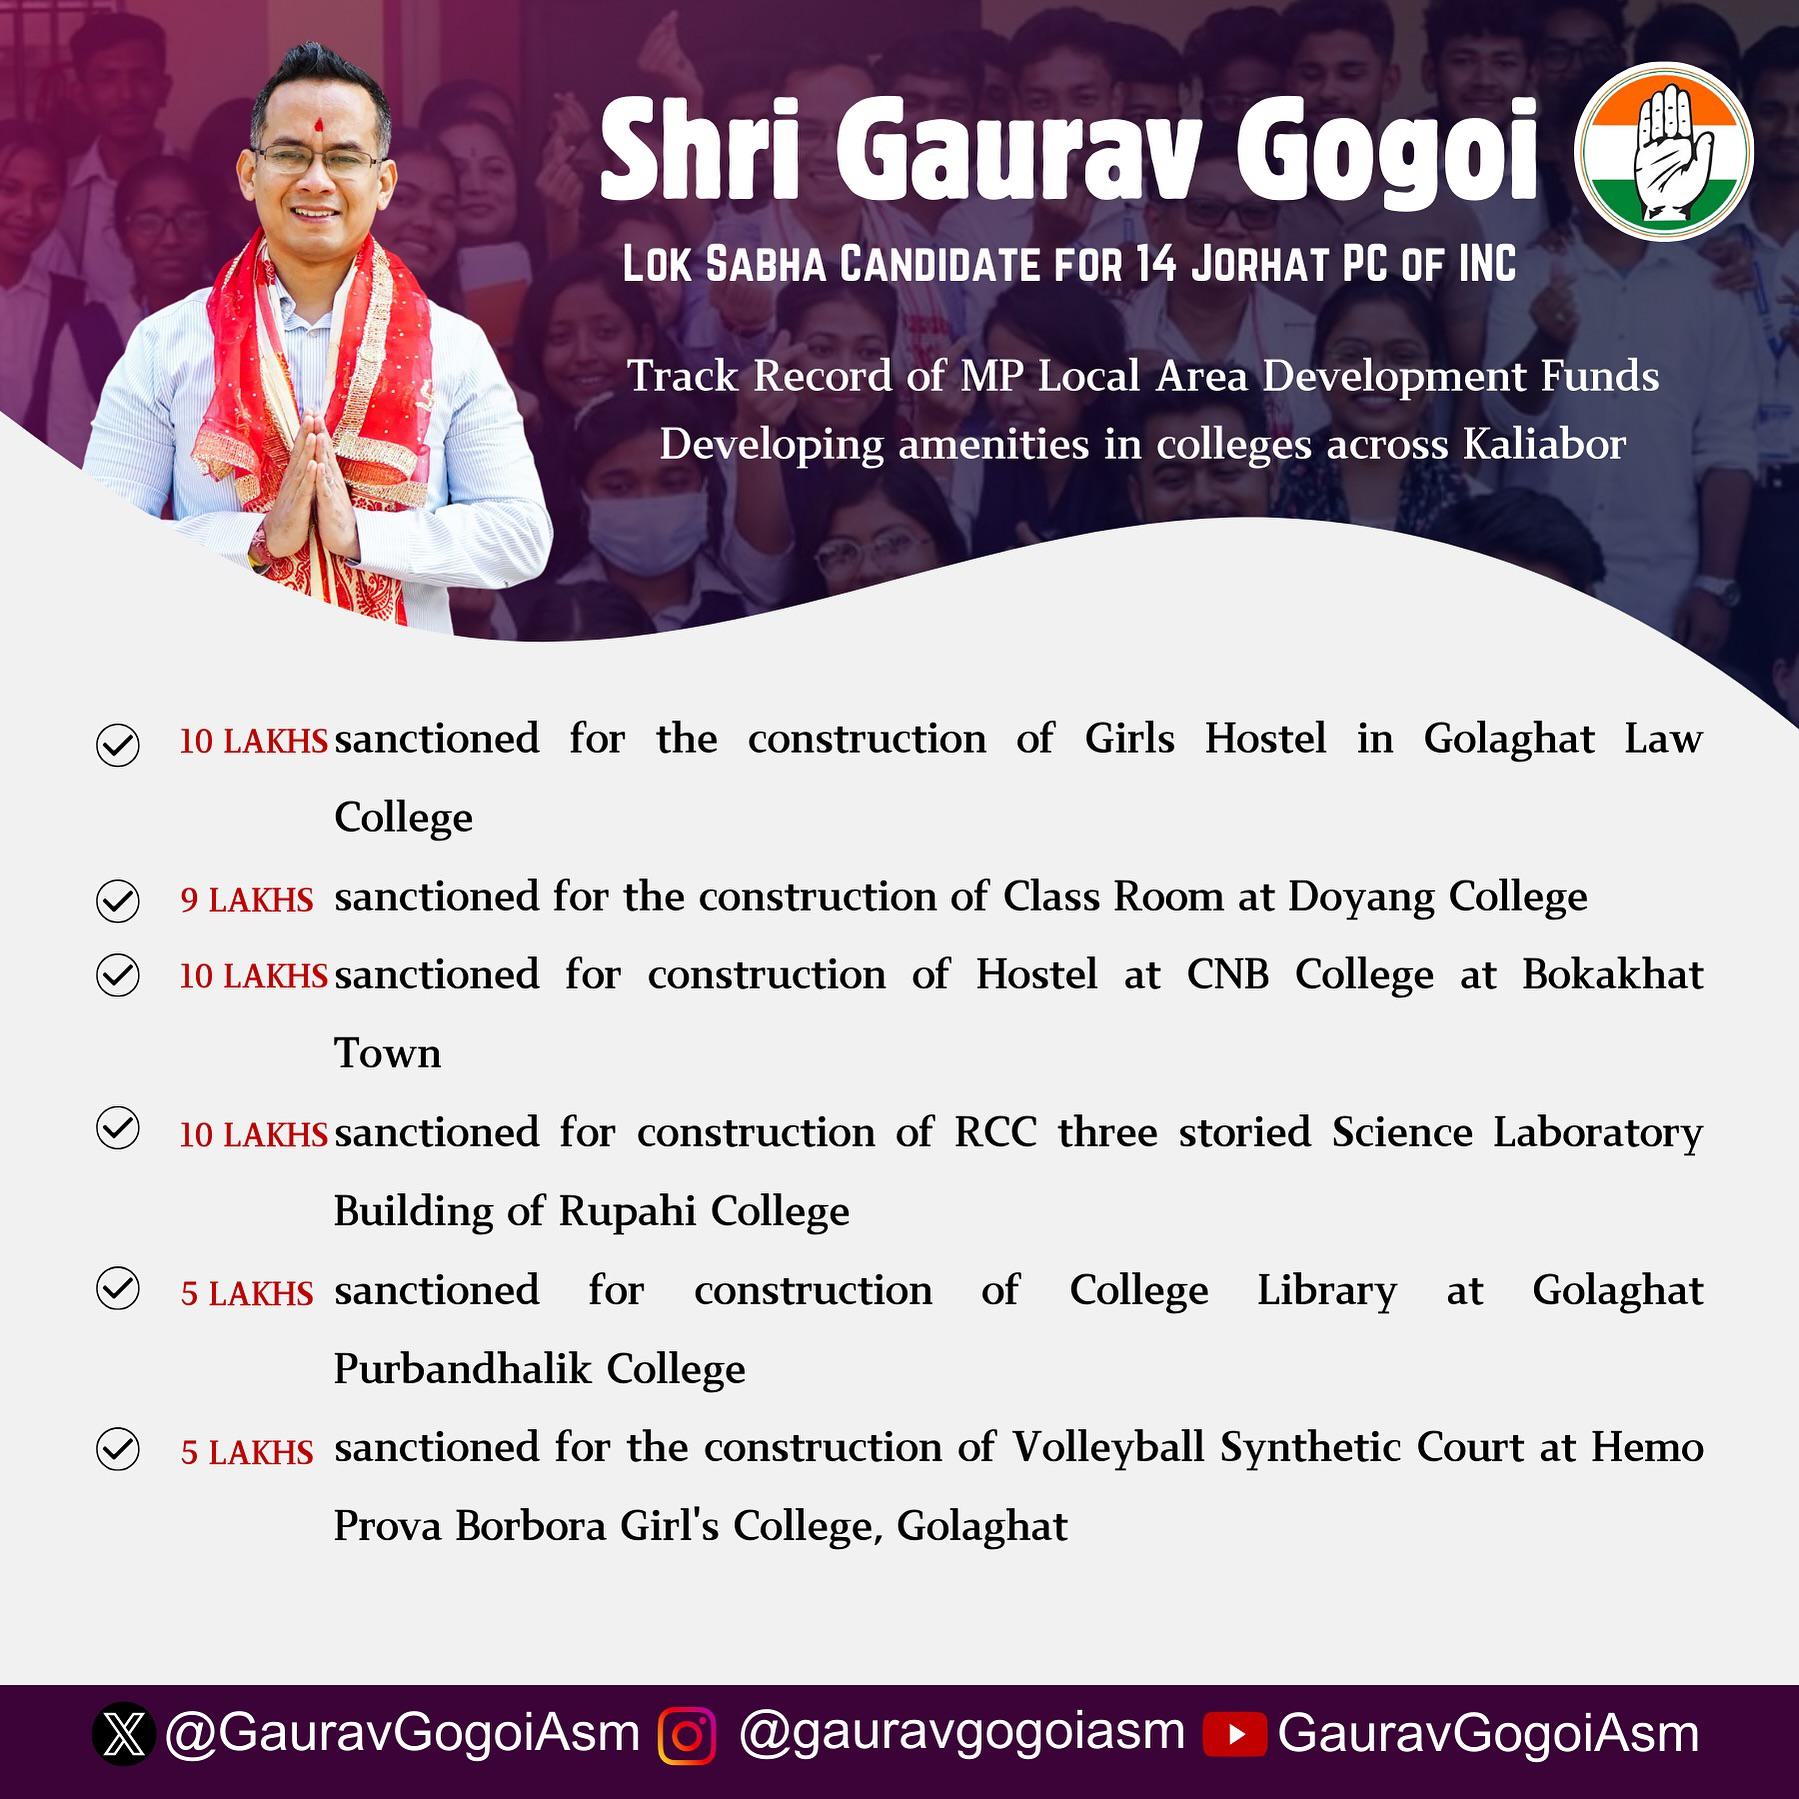 Shri Gaurav Gogoi
Lok Sabha Candidate for 14 Jorhat PC of INC
Track Record of MP Local Area Development Funds
Developing amenities in colleges across Kaliabor
10 LAKHS sanctioned for the construction of Girls Hostel in Golaghat Law
College
9 LAKHS sanctioned for the construction of Class Room at Doyang College
10 LAKHS sanctioned for construction of Hostel at CNB College at Bokakhat
Town
10 LAKHS sanctioned for construction of RCC three storied Science Laboratory
Building of Rupahi College
5 LAKHS sanctioned for construction of College Library at Golaghat
Purbandhalik College
5 LAKHS sanctioned for the construction of Volleyball Synthetic Court at Hemo
Prova Borbora Girl's College, Golaghat
@GauravGogoiAsm @gauravgogoiasm GauravGogoiAsm